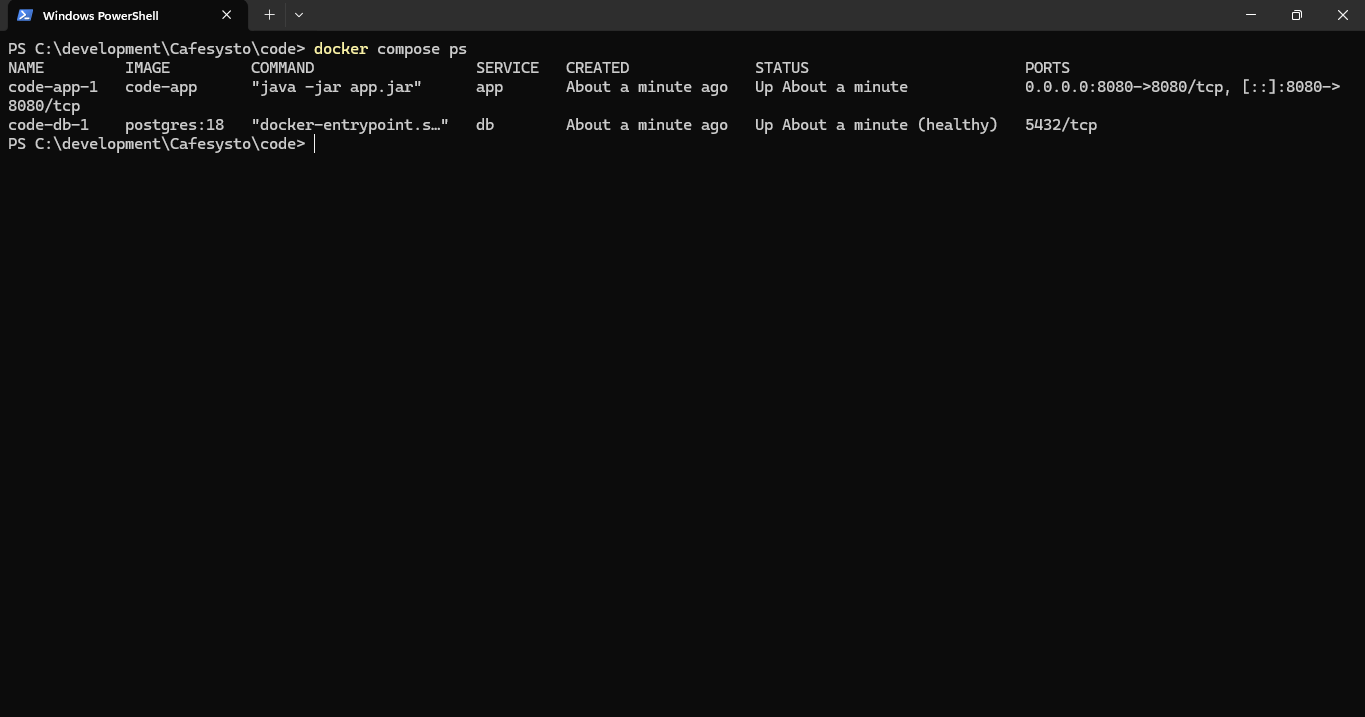 Windows PowerShell
PS C:\development\Cafesysto\code> docker compose ps
NAME IMAGE COMMAND SERVICE CREATED STATUS PORTS
code-app-1 code-app "java -jar app.jar" app About a minute ago Up About a minute 0.0.0.0:8080->8080/tcp, [::]:8080->
8080/tcp
code-db-1 postgres:18 "docker-entrypoint.s…" db About a minute ago Up About a minute (healthy) 5432/tcp
PS C:\development\Cafesysto\code>